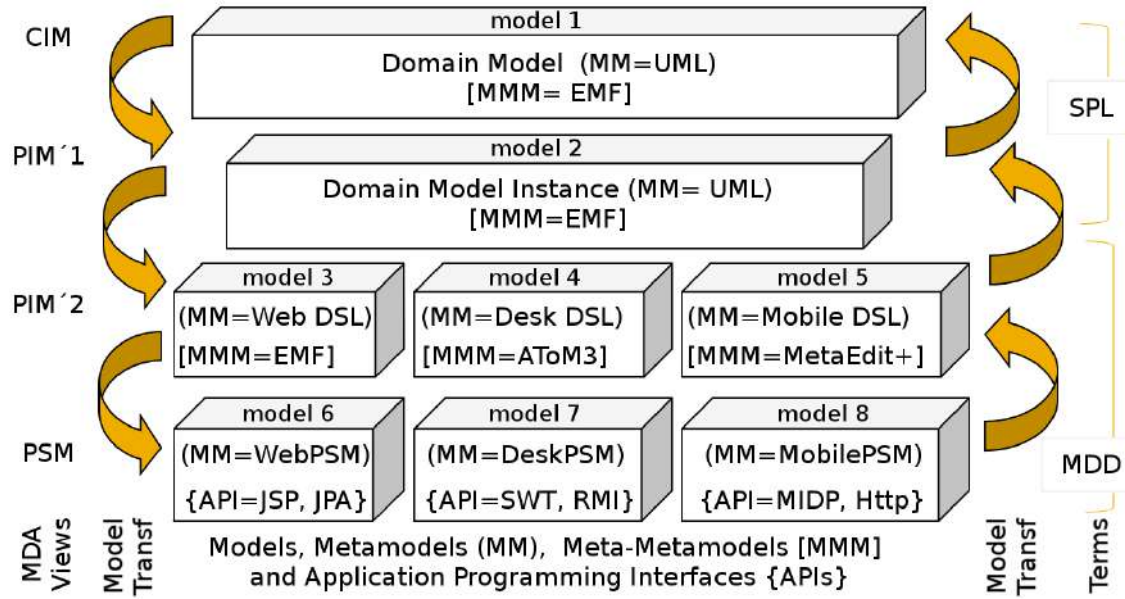 model 1
CIM
Domain Model (MM=UML)
[MMM= EMF]
SPL
PIM´1
model 2
Domain Model Instance (MM= UML)
[MMM=EMF]
model 3
model 4
model 5
PIM´2
(MM=Web DSL)
[MMM=EMF]
(MM=Desk DSL)
[MMM=AToM3]
(MM=Mobile DSL)
[MMM=MetaEdit+]
model 6
model 7
model 8
PSM
(MM=WebPSM)
{API=JSP, JPA}
(MM=DeskPSM)
{API=SWT, RMI}
(MM=MobilePSM)
{API=MIDP, Http}
MDD
MDA
Views
Model
Transf
Models, Metamodels (MM), Meta-Metamodels [MMM]
and Application Programming Interfaces {APIs}
Model
Transf
Terms